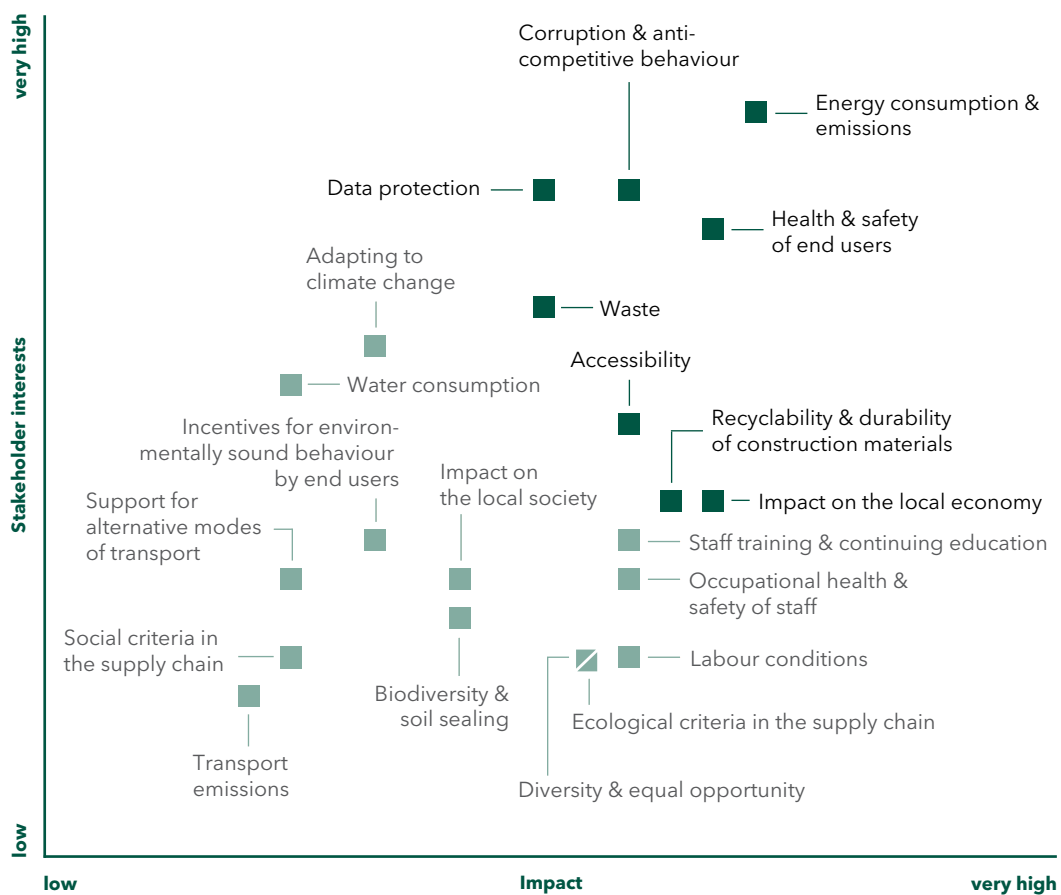 very high
Stakeholder interests
low
Corruption & anti-
competitive behaviour
Energy consumption &
emissions
Data protection
Health & safety
of end users
Adapting to
climate change
Waste
Accessibility
Water consumption
Recyclability & durability
of construction materials
Incentives for environ-
mentally sound behaviour
by end users
Impact on
the local society
Support for
alternative modes
of transport
Impact on the local economy
Staff training & continuing education
Occupational health &
safety of staff
Social criteria in
the supply chain
Labour conditions
Biodiversity &
soil sealing
Ecological criteria in the supply chain
Transport
emissions
Diversity & equal opportunity
low
Impact
very high